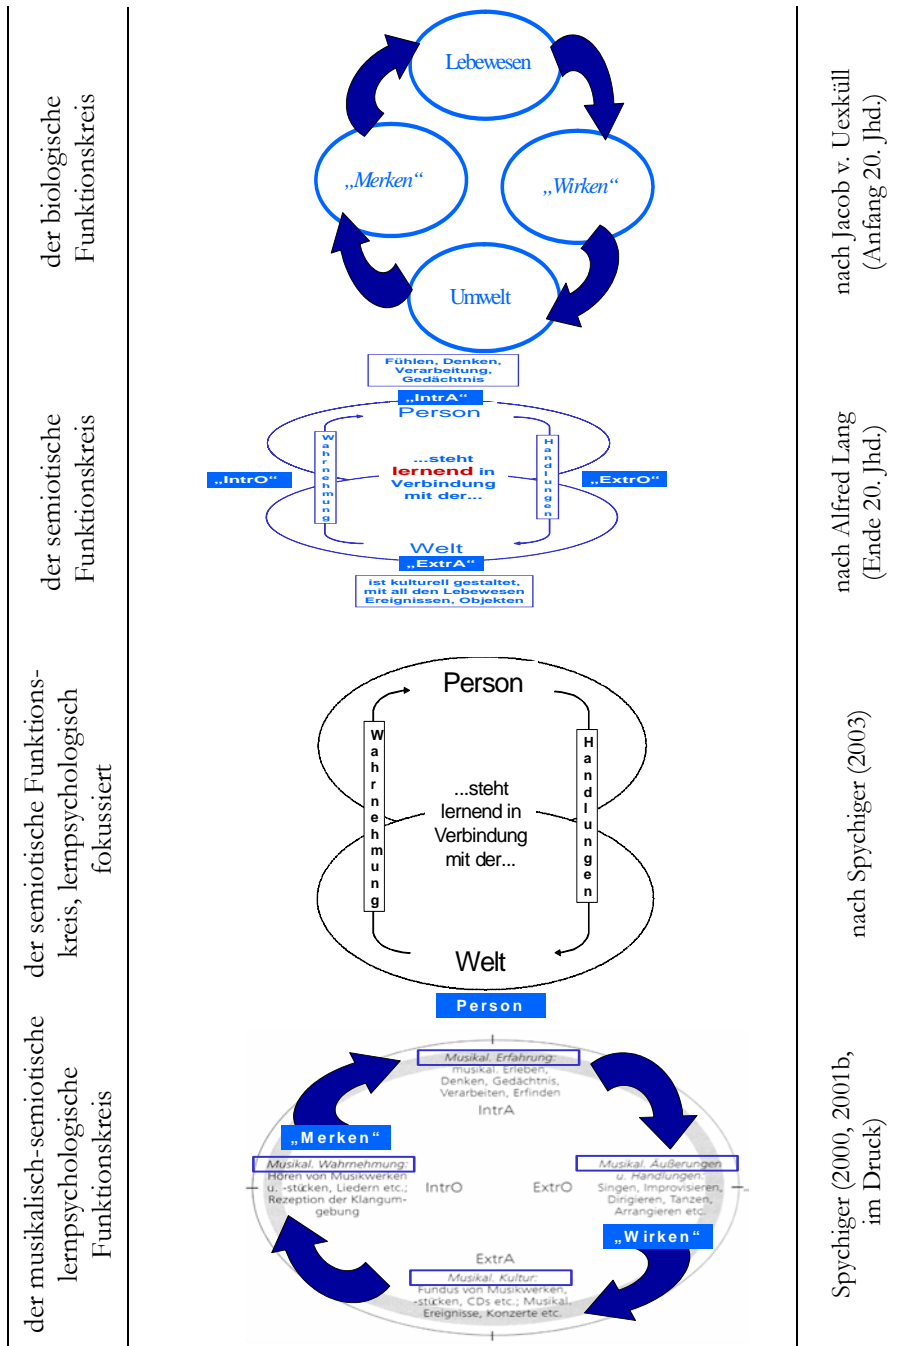 der biologische
Funktionskreis
Lebewesen
„Merken“
„Wirken“
Umwelt
nach Jacob v. Uexküll
(Anfang 20. Jhd.)
der semiotische
Funktionskreis
Fühlen, Denken,
Verarbeitung,
Gedächtnis
„IntrA“
Person
Wahrnehmung
...steht
lernend in
Verbindung
mit der...
Handlungen
„IntrO“
„ExtrO“
Welt
„ExtrA“
ist kulturell gestaltet,
mit all den Lebewesen
Ereignissen, Objekten
nach Alfred Lang
(Ende 20. Jhd.)
der semiotische Funktions-
kreis, lernpsychologisch
fokussiert
Person
Wahrnehmung
...steht
lernend in
Verbindung
mit der...
Handlungen
Welt
nach Spychiger (2003)
der musikalisch-semiotische
lernpsychologische
Funktionskreis
Person
Musikal. Erfahrung:
musikal. Erleben,
Denken, Gedächtnis,
Verarbeiten, Erfinden
IntrA
„Merken“
Musikal. Wahrnehmung:
Hören von Musikwerken
u. -stücken, Liedern etc.;
Rezeption der Klangum-
gebung
IntrO
ExtrO
Musikal. Äußerungen
u. Handlungen:
Singen, Improvisieren,
Dirigieren, Tanzen,
Arrangieren etc.
„Wirken“
ExtrA
Musikal. Kultur:
Fundus von Musikwerken,
-stücken, CDs etc.; Musikal.
Ereignisse, Konzerte etc.
Spychiger (2000, 2001b,
im Druck)